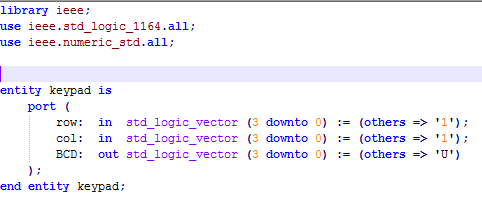 library ieee;
use ieee.std_logic_1164.all;
use ieee.numeric_std.all;
entity keypad is
port (
row: in std_logic_vector (3 downto 0) := (others => '1');
col: in std_logic_vector (3 downto 0) := (others => '1');
BCD: out std_logic_vector (3 downto 0) := (others => 'U')
);
end entity keypad;